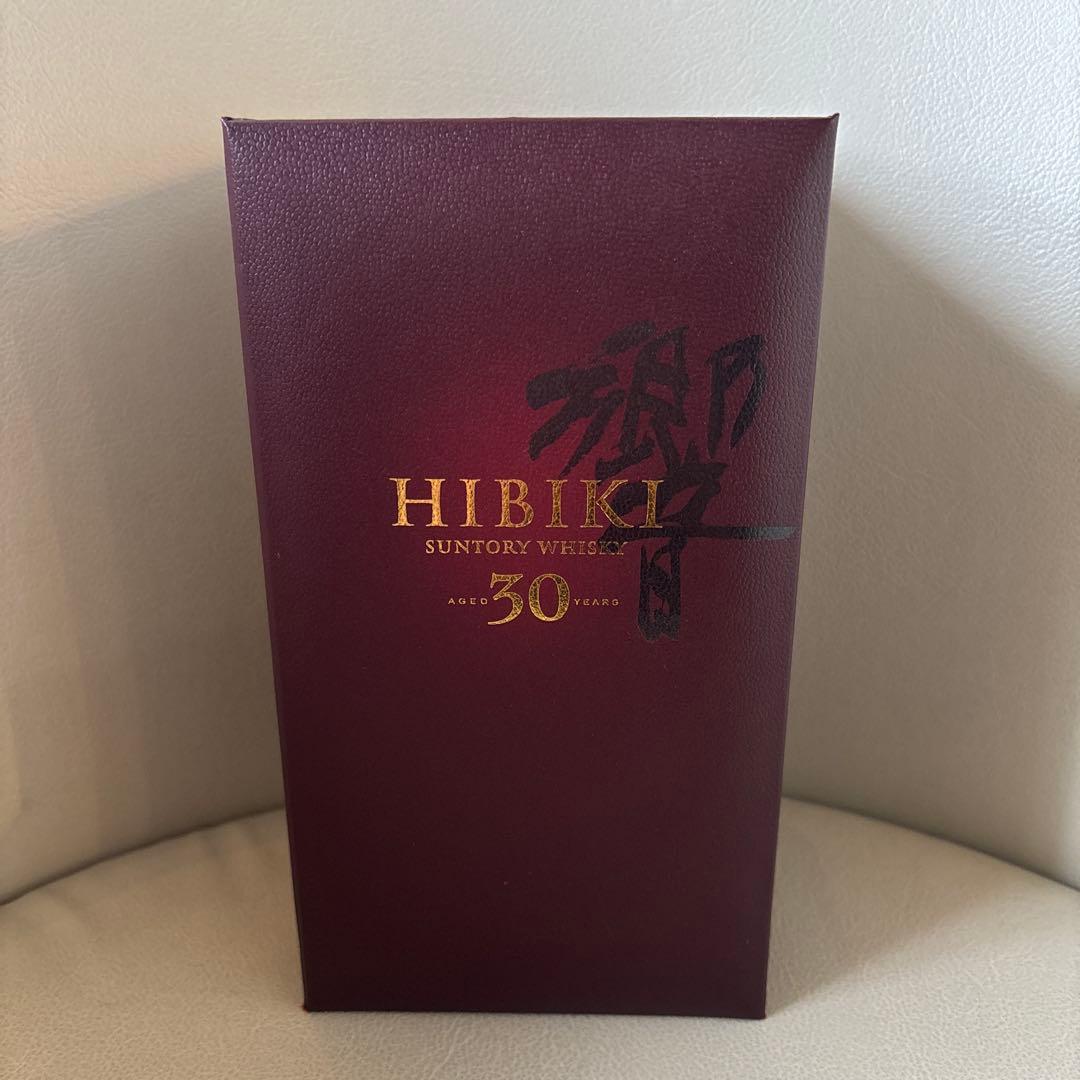 響
HIBIKI
SUNTORY WHISKY
AGED 30 YEARS